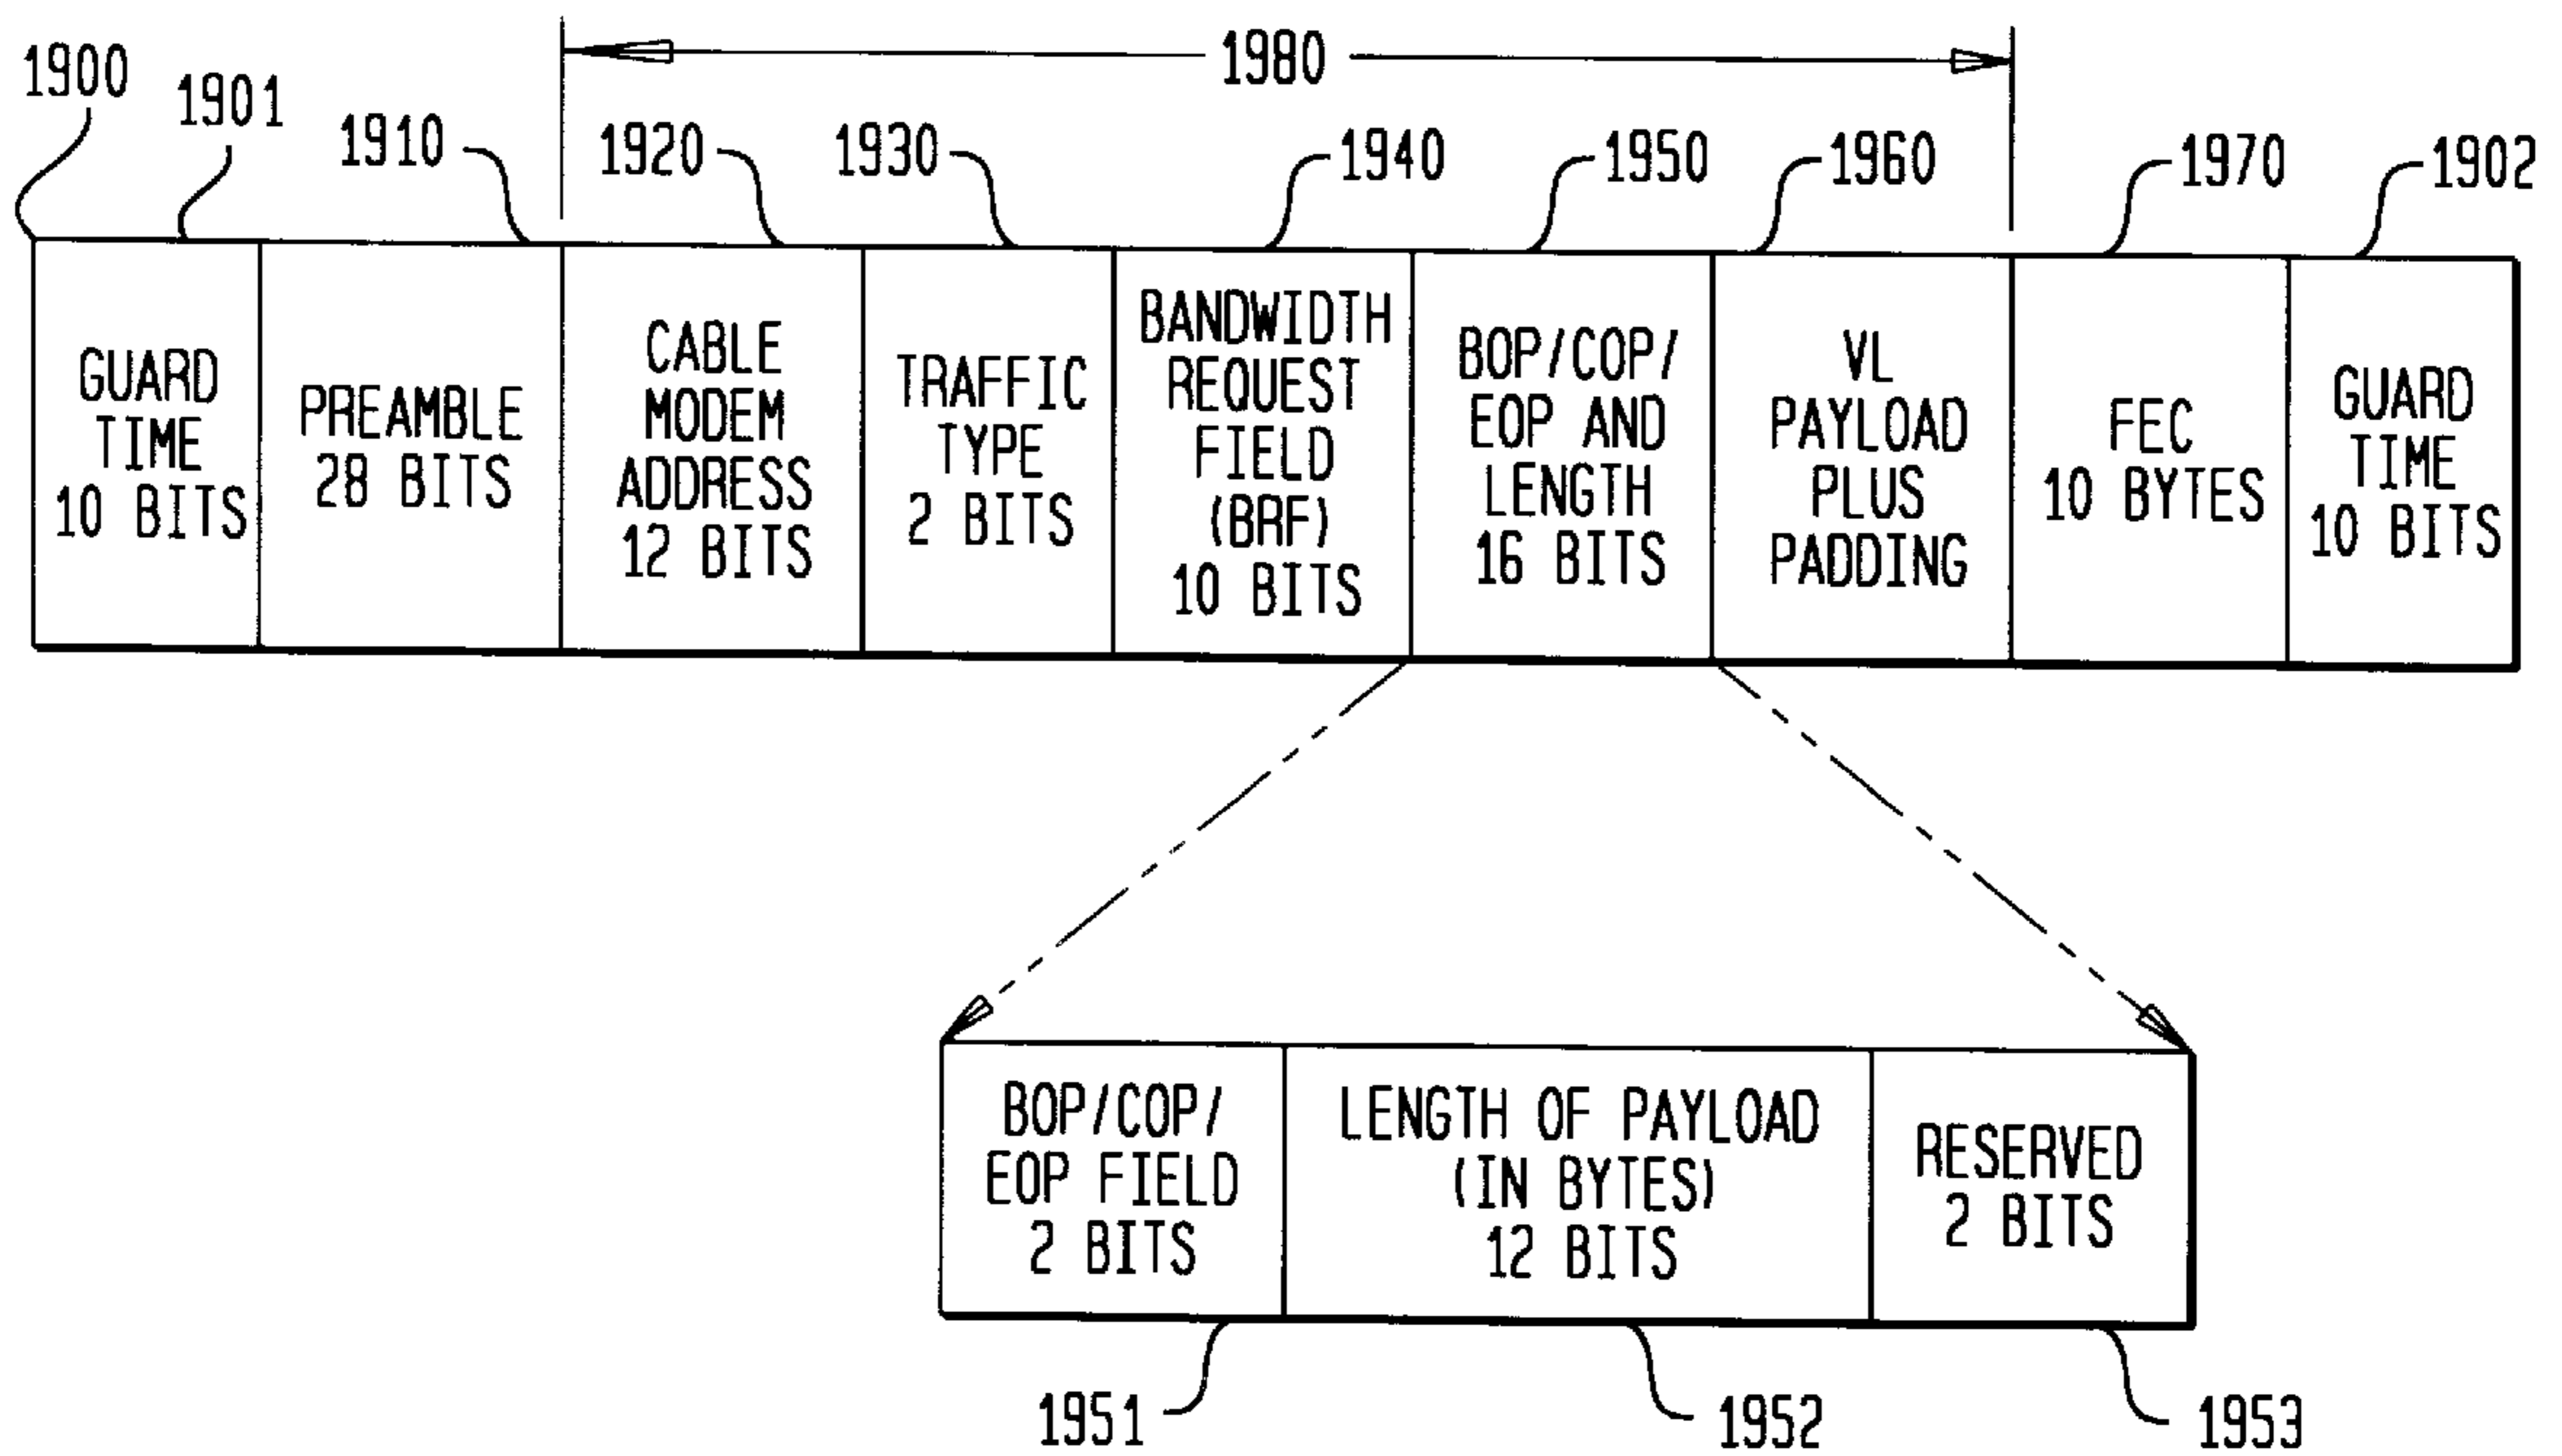 1980
1900
1901
1910
1920
1930
1940
1950
1960
1970
1902
GUARD
TIME
10 BITS
PREAMBLE
28 BITS
CABLE
MODEM
ADDRESS
12 BITS
TRAFFIC
TYPE
2 BITS
BANDWIDTH
REQUEST
FIELD
(BRF)
10 BITS
BOP/COP/
EOP AND
LENGTH
16 BITS
VL
PAYLOAD
PLUS
PADDING
FEC
10 BYTES
GUARD
TIME
10 BITS
BOP/COP/
EOP FIELD
2 BITS
LENGTH OF PAYLOAD
(IN BYTES)
12 BITS
RESERVED
2 BITS
1951
1952
1953